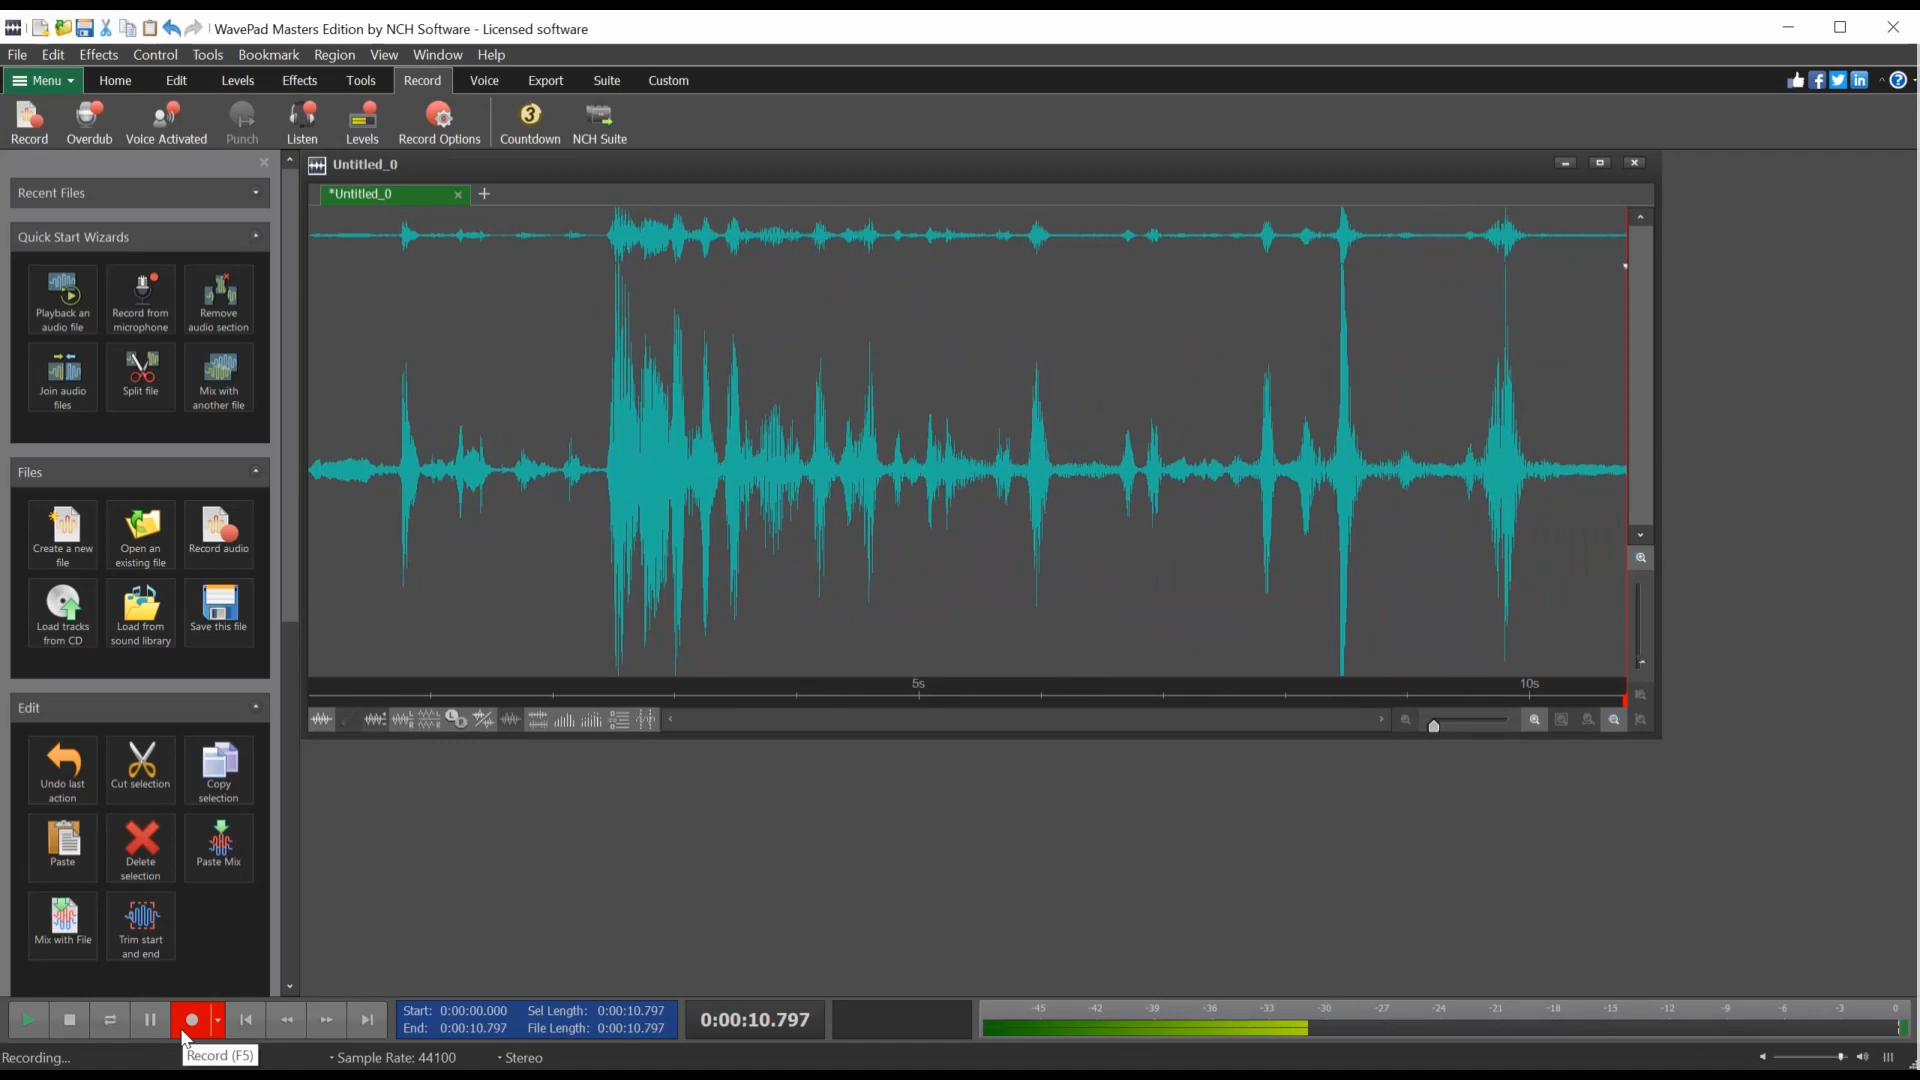 WavePad Masters Edition by NCH Software - Licensed software
File Edit Effects Control Tools Bookmark Region View Window Help
Menu Home Edit Levels Effects Tools Record Voice Export Suite Custom
Record Overdub Voice Activated Punch Listen Levels Record Options Countdown NCH Suite
Untitled_0
*Untitled_0
Recent Files
Quick Start Wizards
Playback an audio file
Record from microphone
Remove audio section
Join audio files
Split file
Mix with another file
Files
Create a new file
Open an existing file
Record audio
Load tracks from CD
Load from sound library
Save this file
5s 10s
Edit
Undo last action
Cut selection
Copy selection
Paste
Delete selection
Paste Mix
Mix with File
Trim start and end
Start: 0:00:00.000 Sel Length: 0:00:10.797
End: 0:00:10.797 File Length: 0:00:10.797
0:00:10.797
-45 -42 -39 -36 -33 -30 -27 -24 -21 -18 -15 -12 -9 -6 -3 0
Record (F5)
Recording... Sample Rate: 44100 Stereo